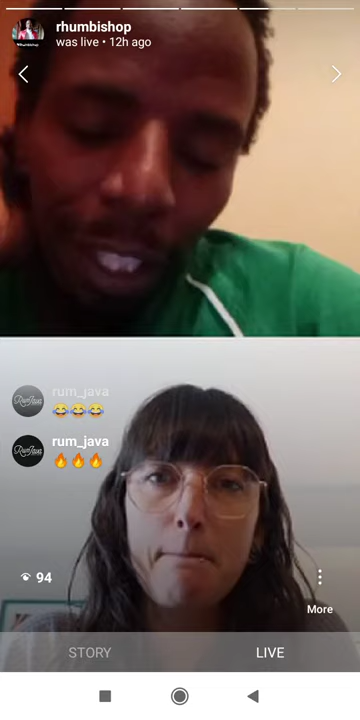 rhumbishop
was live • 12h ago
rum_java
😂😂😂
rum_java
🔥🔥🔥
94
More
STORY
LIVE